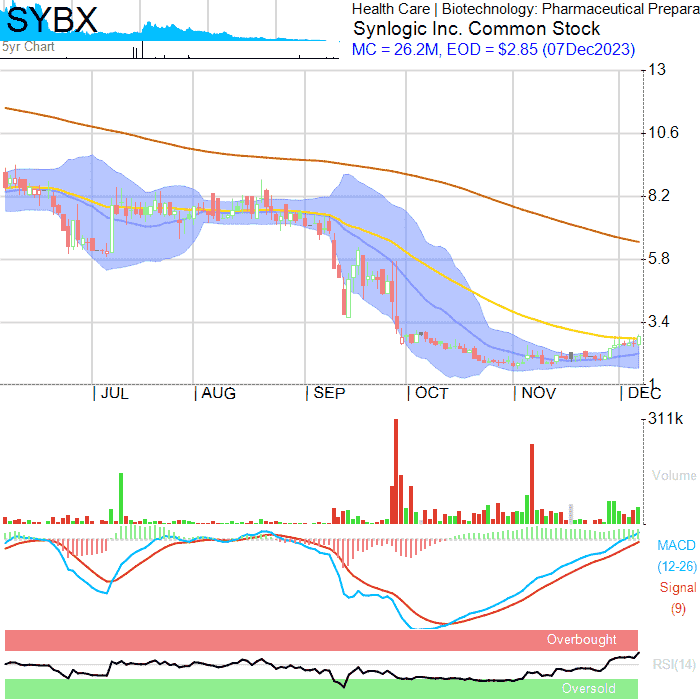 SYBX
5yr Chart
Health Care | Biotechnology: Pharmaceutical Prepara
Synlogic Inc. Common Stock
MC = 26.2M, EOD = $2.85 (07Dec2023)
13
10.6
8.2
5.8
3.4
1
| JUL | AUG | SEP | OCT | NOV | DEC
311k
Volume
MACD
(12-26)
Signal
(9)
Overbought
RSI(14)
Oversold